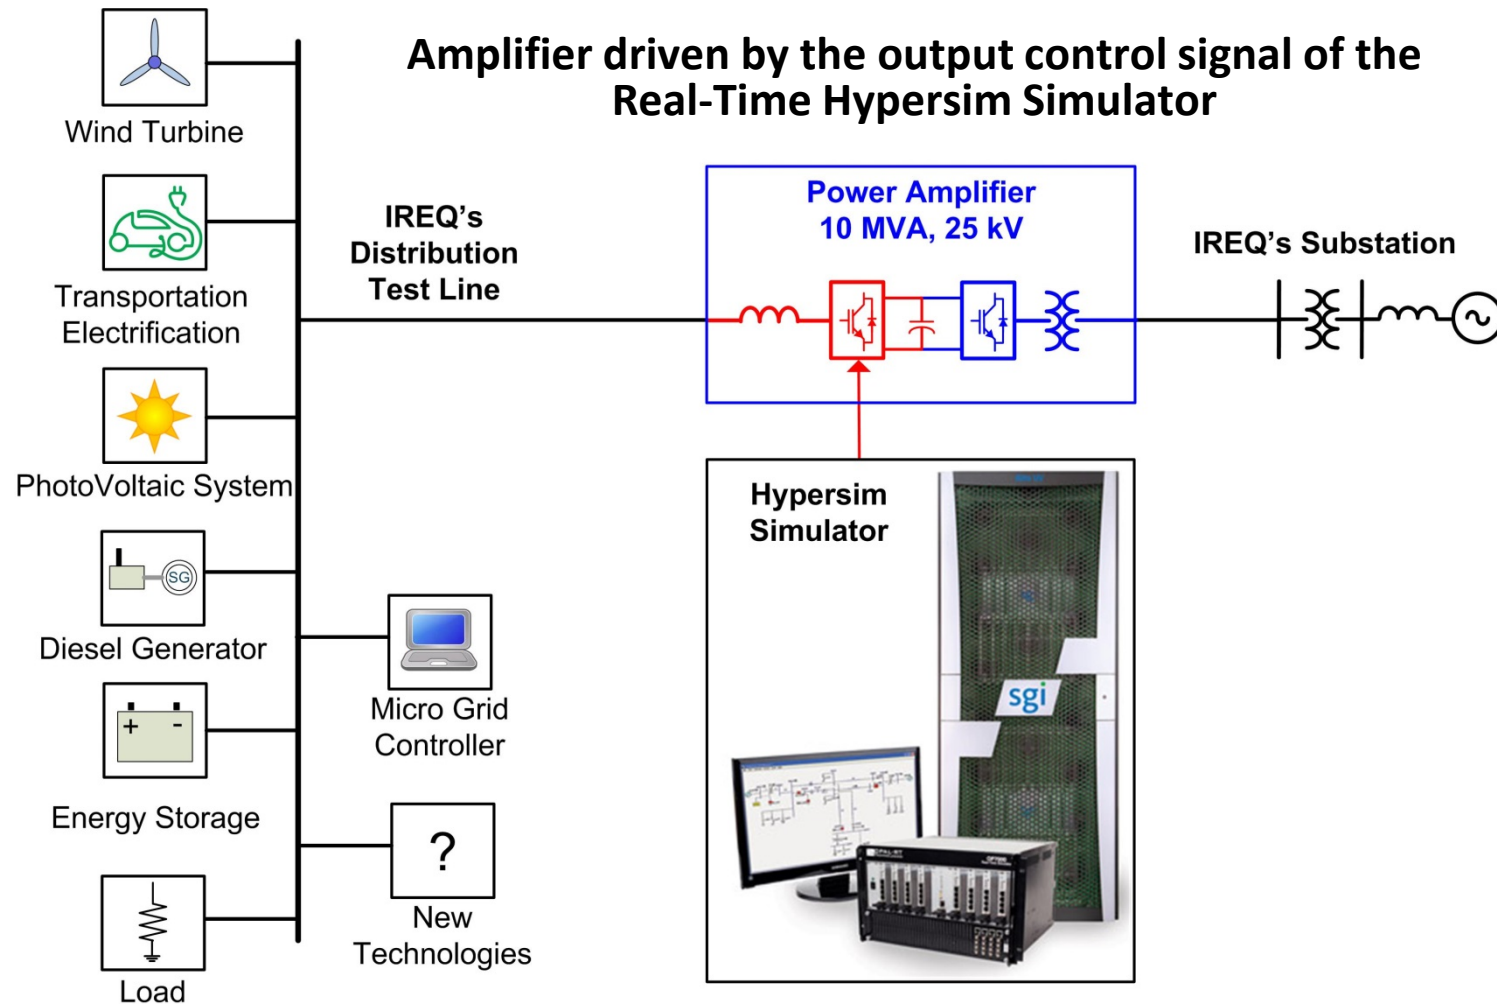 Amplifier driven by the output control signal of the
Real-Time Hypersim Simulator
Wind Turbine
Transportation
Electrification
PhotoVoltaic System
SG
Diesel Generator
+ -
Energy Storage
Load
IREQ's
Distribution
Test Line
Micro Grid
Controller
?
New
Technologies
Power Amplifier
10 MVA, 25 kV
IREQ's Substation
Hypersim
Simulator
sgi
OPAL-RT